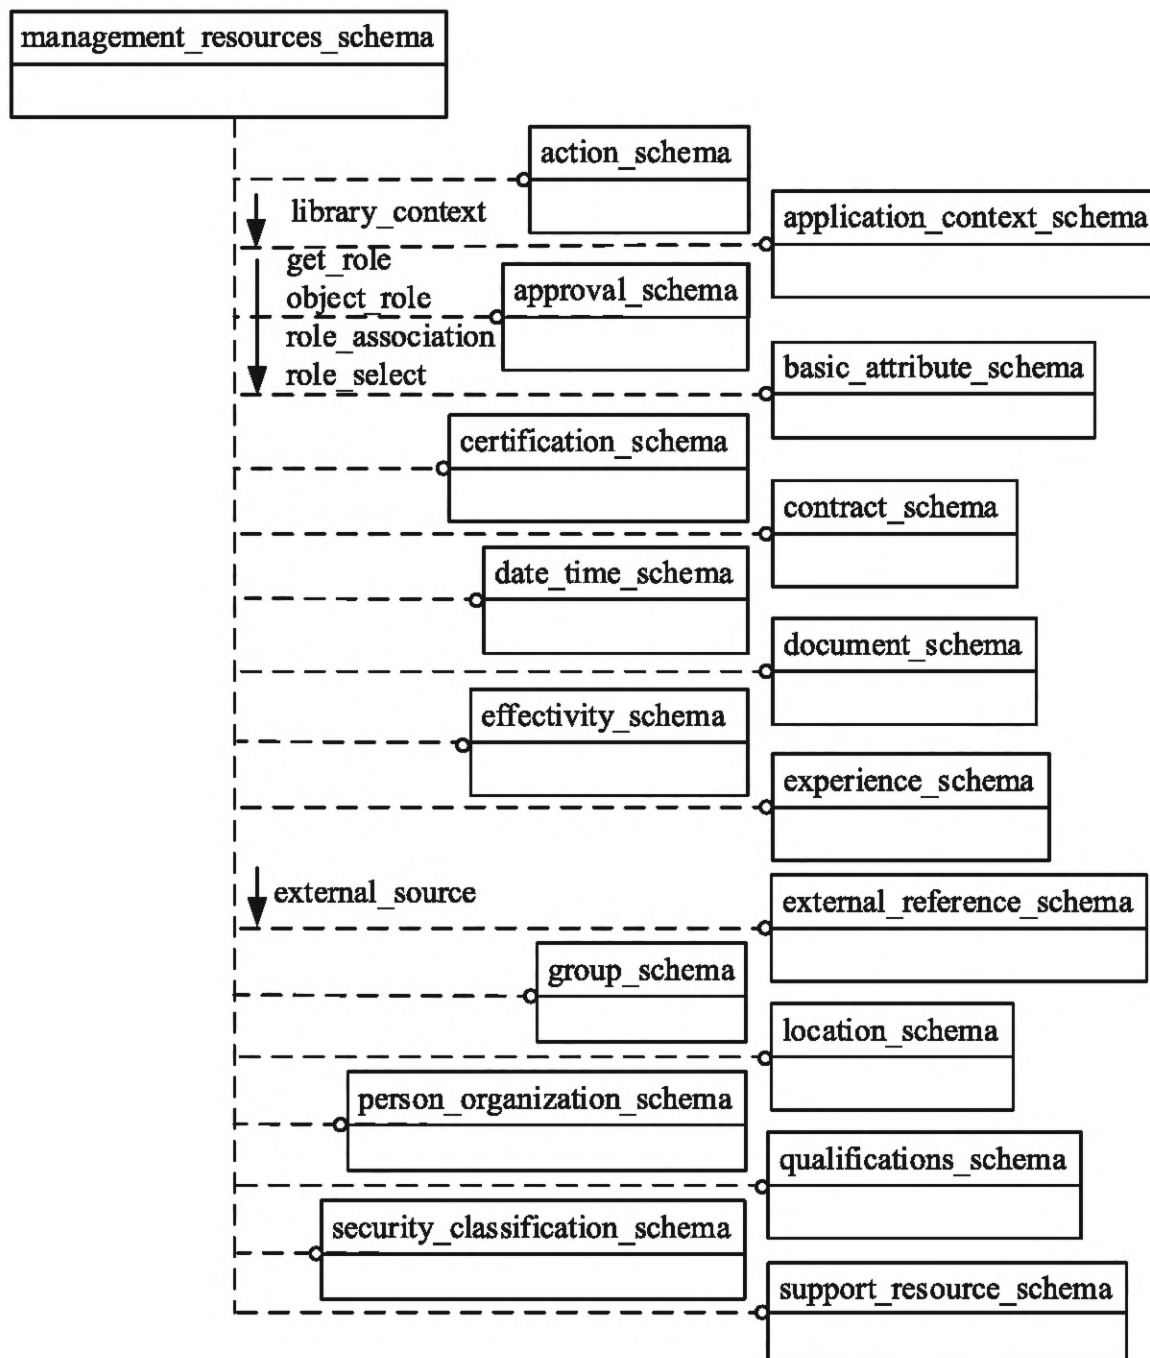 management_resources_schema
action_schema
library_context
application_context_schema
get_role
object_role
approval_schema
role_association
role_select
basic_attribute_schema
certification_schema
contract_schema
date_time_schema
document_schema
effectivity_schema
experience_schema
external_source
external_reference_schema
group_schema
location_schema
person_organization_schema
qualifications_schema
security_classification_schema
support_resource_schema